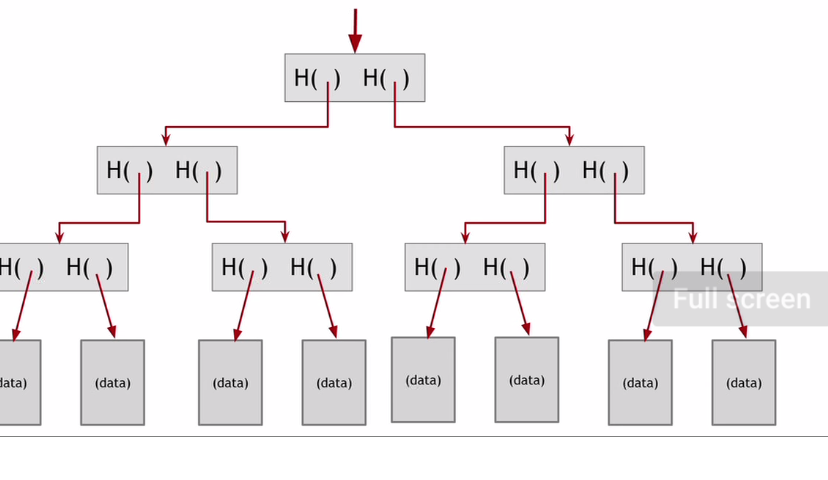 H( ) H( )
H( ) H( ) H( ) H( )
H( ) H( ) H( ) H( ) H( ) H( ) H( ) H( )
Full screen
data) (data) (data) (data) (data) (data) (data) (data)